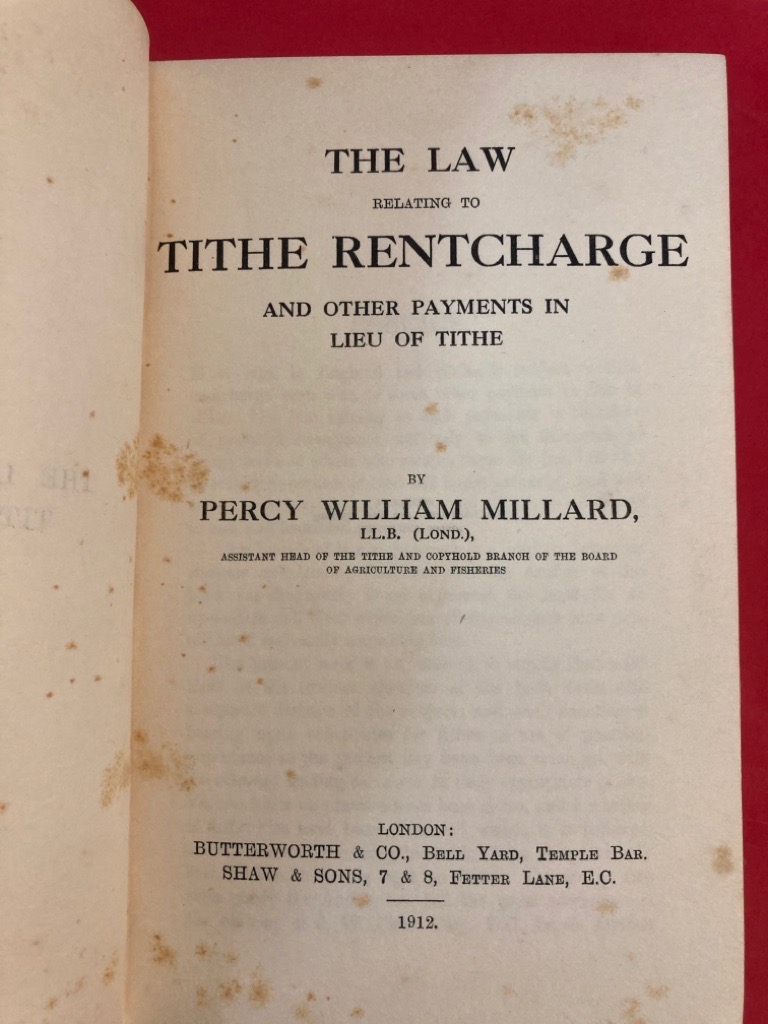 THE LAW
RELATING TO
TITHE RENTCHARGE
AND OTHER PAYMENTS IN
LIEU OF TITHE
BY
PERCY WILLIAM MILLARD,
LL.B. (LOND.),
ASSISTANT HEAD OF THE TITHE AND COPYHOLD BRANCH OF THE BOARD
OF AGRICULTURE AND FISHERIES
LONDON:
BUTTERWORTH & CO., BELL YARD, TEMPLE BAR.
SHAW & SONS, 7 & 8, FETTER LANE, E.C.
1912.